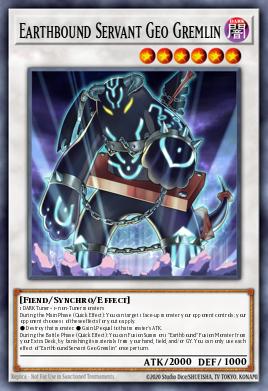 Earthbound Servant Geo Gremlin
DARK
闇
[Fiend/Synchro/Effect]
1 DARK Tuner + 1+ non-Tuner monsters
During the Main Phase (Quick Effect): You can target 1 face-up monster your opponent controls; your
opponent chooses 1 of these effects for you to apply.
● Destroy that monster. ● Gain LP equal to that monster's ATK.
During the Battle Phase (Quick Effect): You can Fusion Summon 1 "Earthbound" Fusion Monster from
your Extra Deck, by banishing its materials from your hand, field, and/or GY. You can only use each
effect of "Earthbound Servant Geo Gremlin" once per turn.
ATK/2000 DEF/1000
Replica - Not For Use in Sanctioned Tournaments
©2020 Studio Dice/SHUEISHA, TV TOKYO, KONAMI